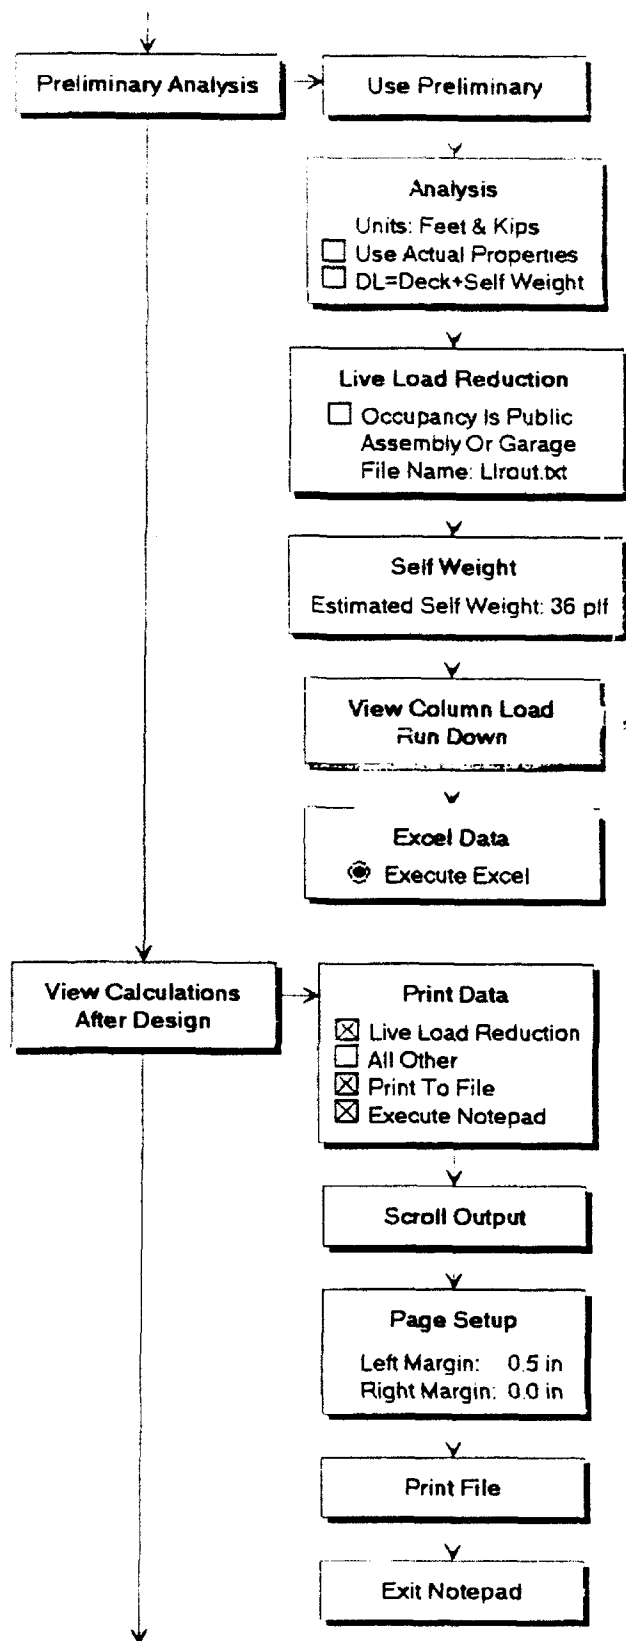 Preliminary Analysis
Use Preliminary
Analysis
Units: Feet & Kips
Use Actual Properties
DL=Deck+Self Weight
Live Load Reduction
Occupancy Is Public
Assembly Or Garage
File Name: Llrout.txt
Self Weight
Estimated Self Weight: 36 plf
View Column Load
Run Down
Excel Data
Execute Excel
View Calculations
After Design
Print Data
Live Load Reduction
All Other
Print To File
Execute Notepad
Scroll Output
Page Setup
Left Margin: 0.5 in
Right Margin: 0.0 in
Print File
Exit Notepad